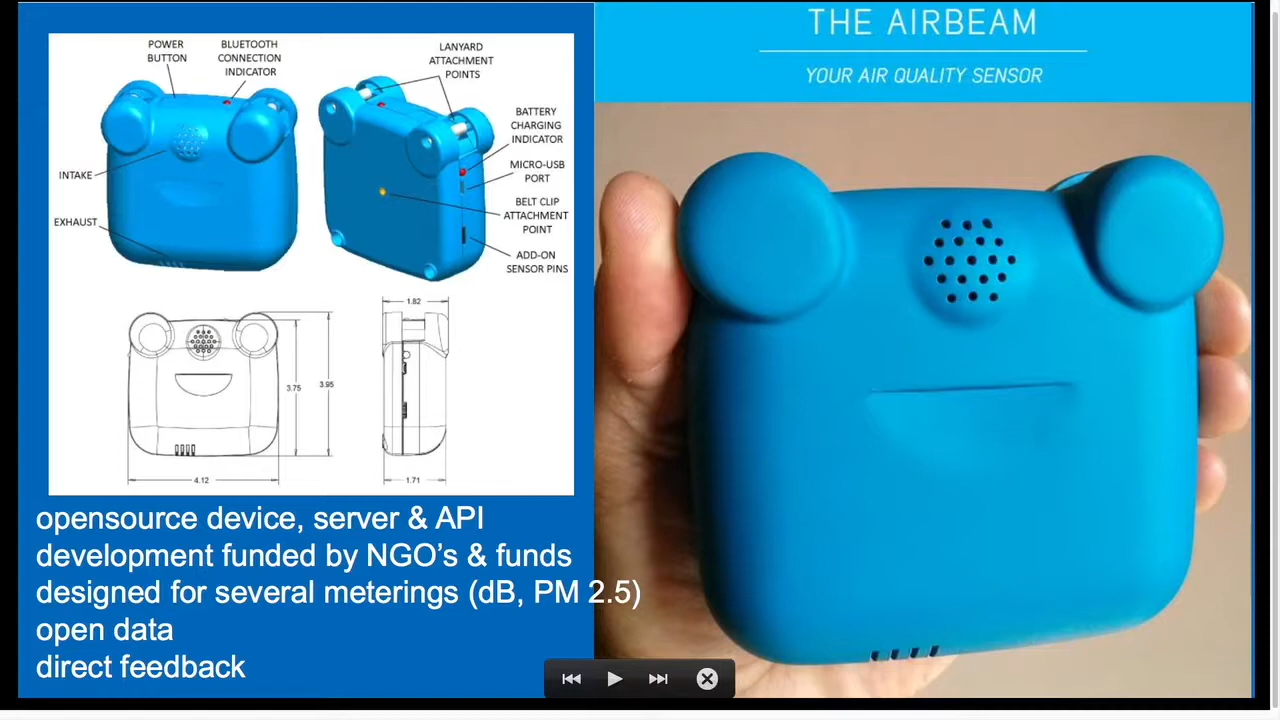 POWER
BUTTON
BLUETOOTH
CONNECTION
INDICATOR
LANYARD
ATTACHMENT
POINTS
BATTERY
CHARGING
INDICATOR
MICRO-USB
PORT
BELT CLIP
ATTACHMENT
POINT
ADD-ON
SENSOR PINS
INTAKE
EXHAUST
1.82
3.75
3.95
4.12
1.71
opensource device, server & API
development funded by NGO’s & funds
designed for several meterings (dB, PM 2.5)
open data
direct feedback
THE AIRBEAM
YOUR AIR QUALITY SENSOR